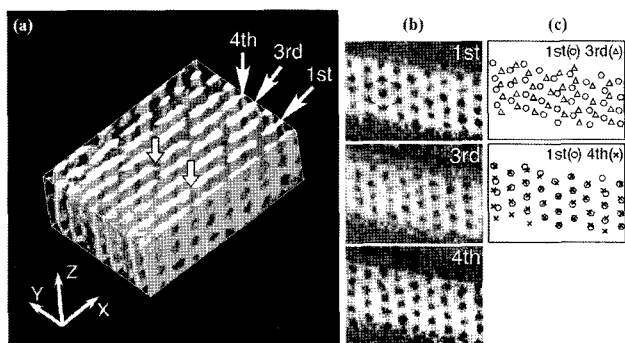 (a)
4th
3rd
1st
Z
Y
X
(b)
1st
3rd
4th
(c)
1st(○) 3rd(△)
1st(○) 4th(×)